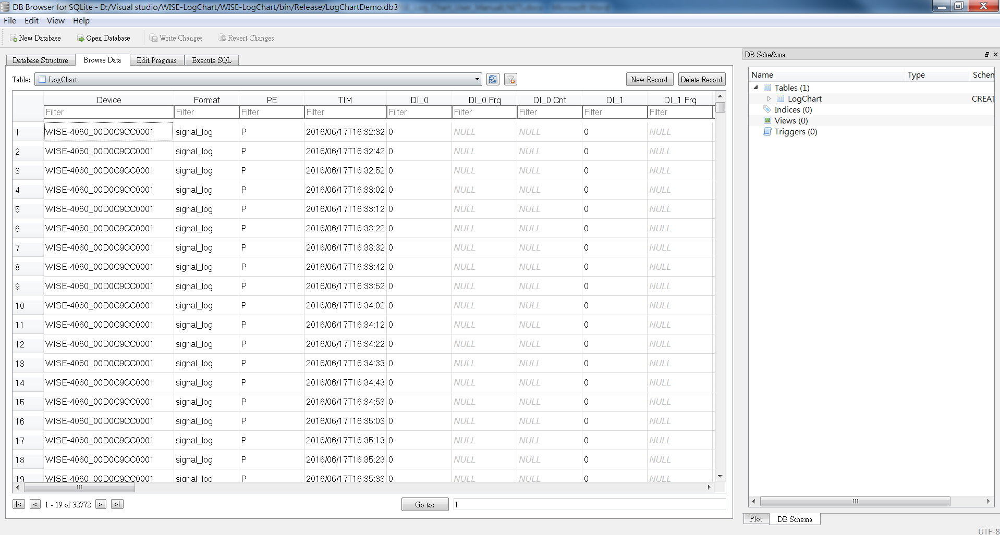 DB Browser for SQLite - D:/Visual studio/WISE-LogChart/WISE-LogChart/bin/Release/LogChartDemo.db3
File Edit View Help
New Database Open Database Write Changes Revert Changes
Database Structure Browse Data Edit Pragmas Execute SQL
Table: LogChart New Record Delete Record
Device Format PE TIM DI_0 DI_0 Frq DI_0 Cnt DI_1 DI_1 Frq
Filter Filter Filter Filter Filter Filter Filter Filter Filter
1 WISE-4060_00D0C9CC0001 signal_log P 2016/06/17T16:32:32 0 NULL NULL 0 NULL
2 WISE-4060_00D0C9CC0001 signal_log P 2016/06/17T16:32:42 0 NULL NULL 0 NULL
3 WISE-4060_00D0C9CC0001 signal_log P 2016/06/17T16:32:52 0 NULL NULL 0 NULL
4 WISE-4060_00D0C9CC0001 signal_log P 2016/06/17T16:33:02 0 NULL NULL 0 NULL
5 WISE-4060_00D0C9CC0001 signal_log P 2016/06/17T16:33:12 0 NULL NULL 0 NULL
6 WISE-4060_00D0C9CC0001 signal_log P 2016/06/17T16:33:22 0 NULL NULL 0 NULL
7 WISE-4060_00D0C9CC0001 signal_log P 2016/06/17T16:33:32 0 NULL NULL 0 NULL
8 WISE-4060_00D0C9CC0001 signal_log P 2016/06/17T16:33:42 0 NULL NULL 0 NULL
9 WISE-4060_00D0C9CC0001 signal_log P 2016/06/17T16:33:52 0 NULL NULL 0 NULL
10 WISE-4060_00D0C9CC0001 signal_log P 2016/06/17T16:34:02 0 NULL NULL 0 NULL
11 WISE-4060_00D0C9CC0001 signal_log P 2016/06/17T16:34:12 0 NULL NULL 0 NULL
12 WISE-4060_00D0C9CC0001 signal_log P 2016/06/17T16:34:22 0 NULL NULL 0 NULL
13 WISE-4060_00D0C9CC0001 signal_log P 2016/06/17T16:34:33 0 NULL NULL 0 NULL
14 WISE-4060_00D0C9CC0001 signal_log P 2016/06/17T16:34:43 0 NULL NULL 0 NULL
15 WISE-4060_00D0C9CC0001 signal_log P 2016/06/17T16:34:53 0 NULL NULL 0 NULL
16 WISE-4060_00D0C9CC0001 signal_log P 2016/06/17T16:35:03 0 NULL NULL 0 NULL
17 WISE-4060_00D0C9CC0001 signal_log P 2016/06/17T16:35:13 0 NULL NULL 0 NULL
18 WISE-4060_00D0C9CC0001 signal_log P 2016/06/17T16:35:23 0 NULL NULL 0 NULL
19 WISE-4060_00D0C9CC0001 signal_log P 2016/06/17T16:35:33 0 NULL NULL 0 NULL
|< < 1 - 19 of 32772 > >| Go to: 1
DB Sche&ma
Name Type Schem
Tables (1)
LogChart CREAT
Indices (0)
Views (0)
Triggers (0)
Plot DB Schema
UTF-8